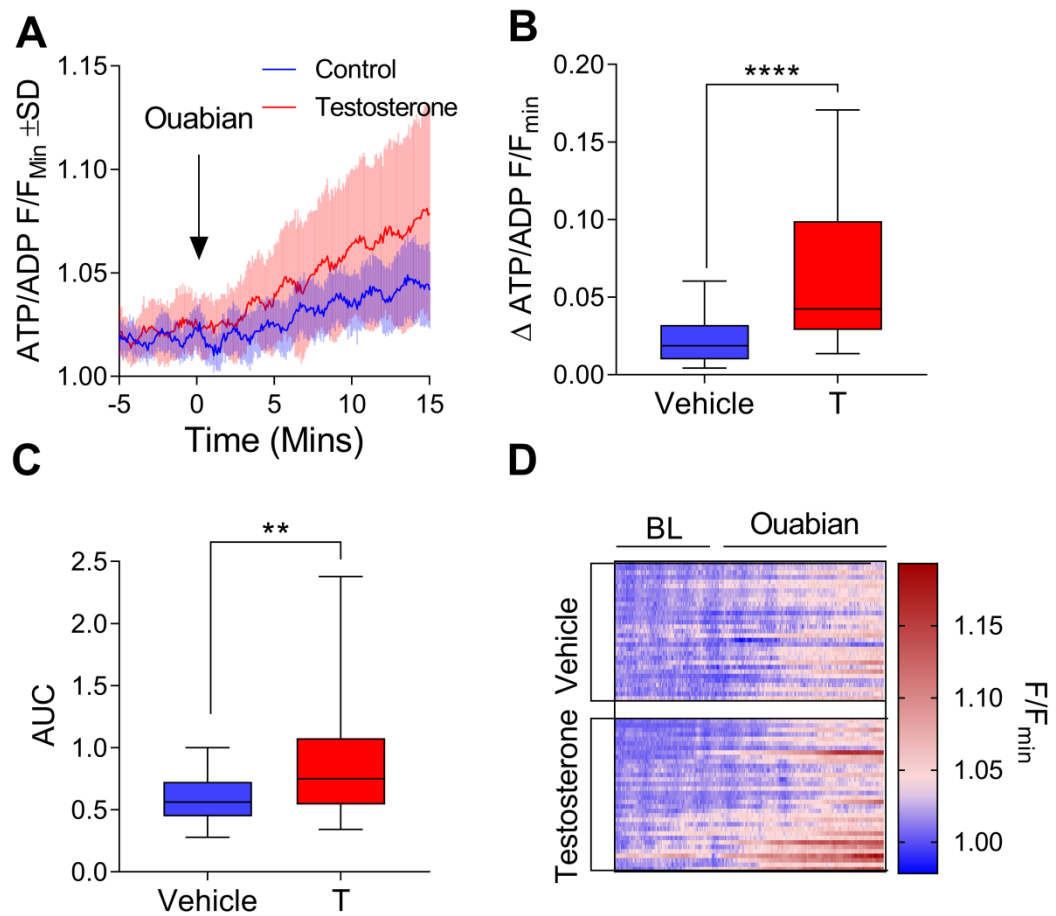 A
ATP/ADP F/FMin ±SD
1.15
1.10
1.05
1.00
Control
Testosterone
Ouabian
-5 0 5 10 15
Time (Mins)
B
Δ ATP/ADP F/Fmin
0.20
0.15
0.10
0.05
0.00
****
Vehicle T
C
AUC
2.5
2.0
1.5
1.0
0.5
0.0
**
Vehicle T
D
BL Ouabian
Vehicle
Testosterone
1.15
1.10
1.05
1.00
F/Fmin